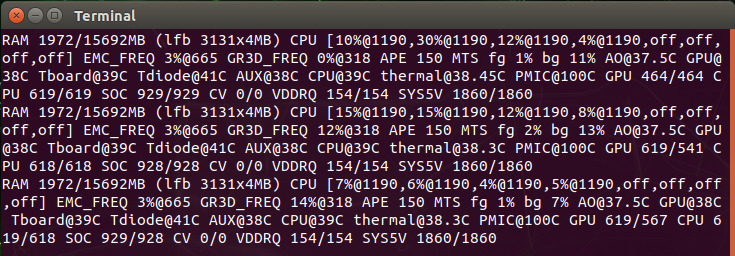 Terminal
RAM 1972/15692MB (lfb 3131x4MB) CPU [10%@1190,30%@1190,12%@1190,4%@1190,off,off,
off,off] EMC_FREQ 3%@665 GR3D_FREQ 0%@318 APE 150 MTS fg 1% bg 11% AO@37.5C GPU@
38C Tboard@39C Tdiode@41C AUX@38C CPU@39C thermal@38.45C PMIC@100C GPU 464/464 C
PU 619/619 SOC 929/929 CV 0/0 VDDRQ 154/154 SYS5V 1860/1860
RAM 1972/15692MB (lfb 3131x4MB) CPU [15%@1190,15%@1190,12%@1190,8%@1190,off,off,
off,off] EMC_FREQ 3%@665 GR3D_FREQ 12%@318 APE 150 MTS fg 2% bg 13% AO@37.5C GPU
@38C Tboard@39C Tdiode@41C AUX@38C CPU@39C thermal@38.3C PMIC@100C GPU 619/541 C
PU 618/618 SOC 928/928 CV 0/0 VDDRQ 154/154 SYS5V 1860/1860
RAM 1972/15692MB (lfb 3131x4MB) CPU [7%@1190,6%@1190,4%@1190,5%@1190,off,off,off
,off] EMC_FREQ 3%@665 GR3D_FREQ 14%@318 APE 150 MTS fg 1% bg 7% AO@37.5C GPU@38C
 Tboard@39C Tdiode@41C AUX@38C CPU@39C thermal@38.3C PMIC@100C GPU 619/567 CPU 6
19/618 SOC 929/928 CV 0/0 VDDRQ 154/154 SYS5V 1860/1860